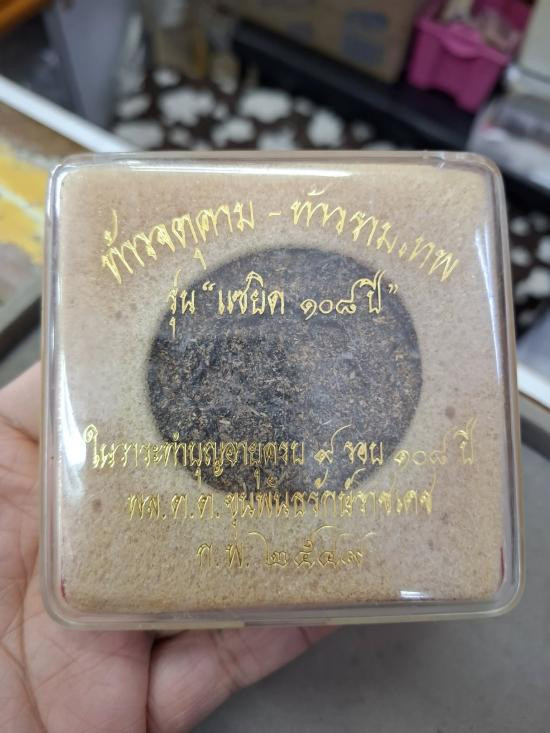 ท้าวจตุคาม - ท้าวรามเทพ
รุ่น "แซยิด ๑๐๘ ปี"
ในวาระทำบุญอายุครบ ๙ รอบ ๑๐๘ ปี
พล.ต.ต.ขุนพันธรักษ์ราชเดช
ก.พ. ๒๕๔๙